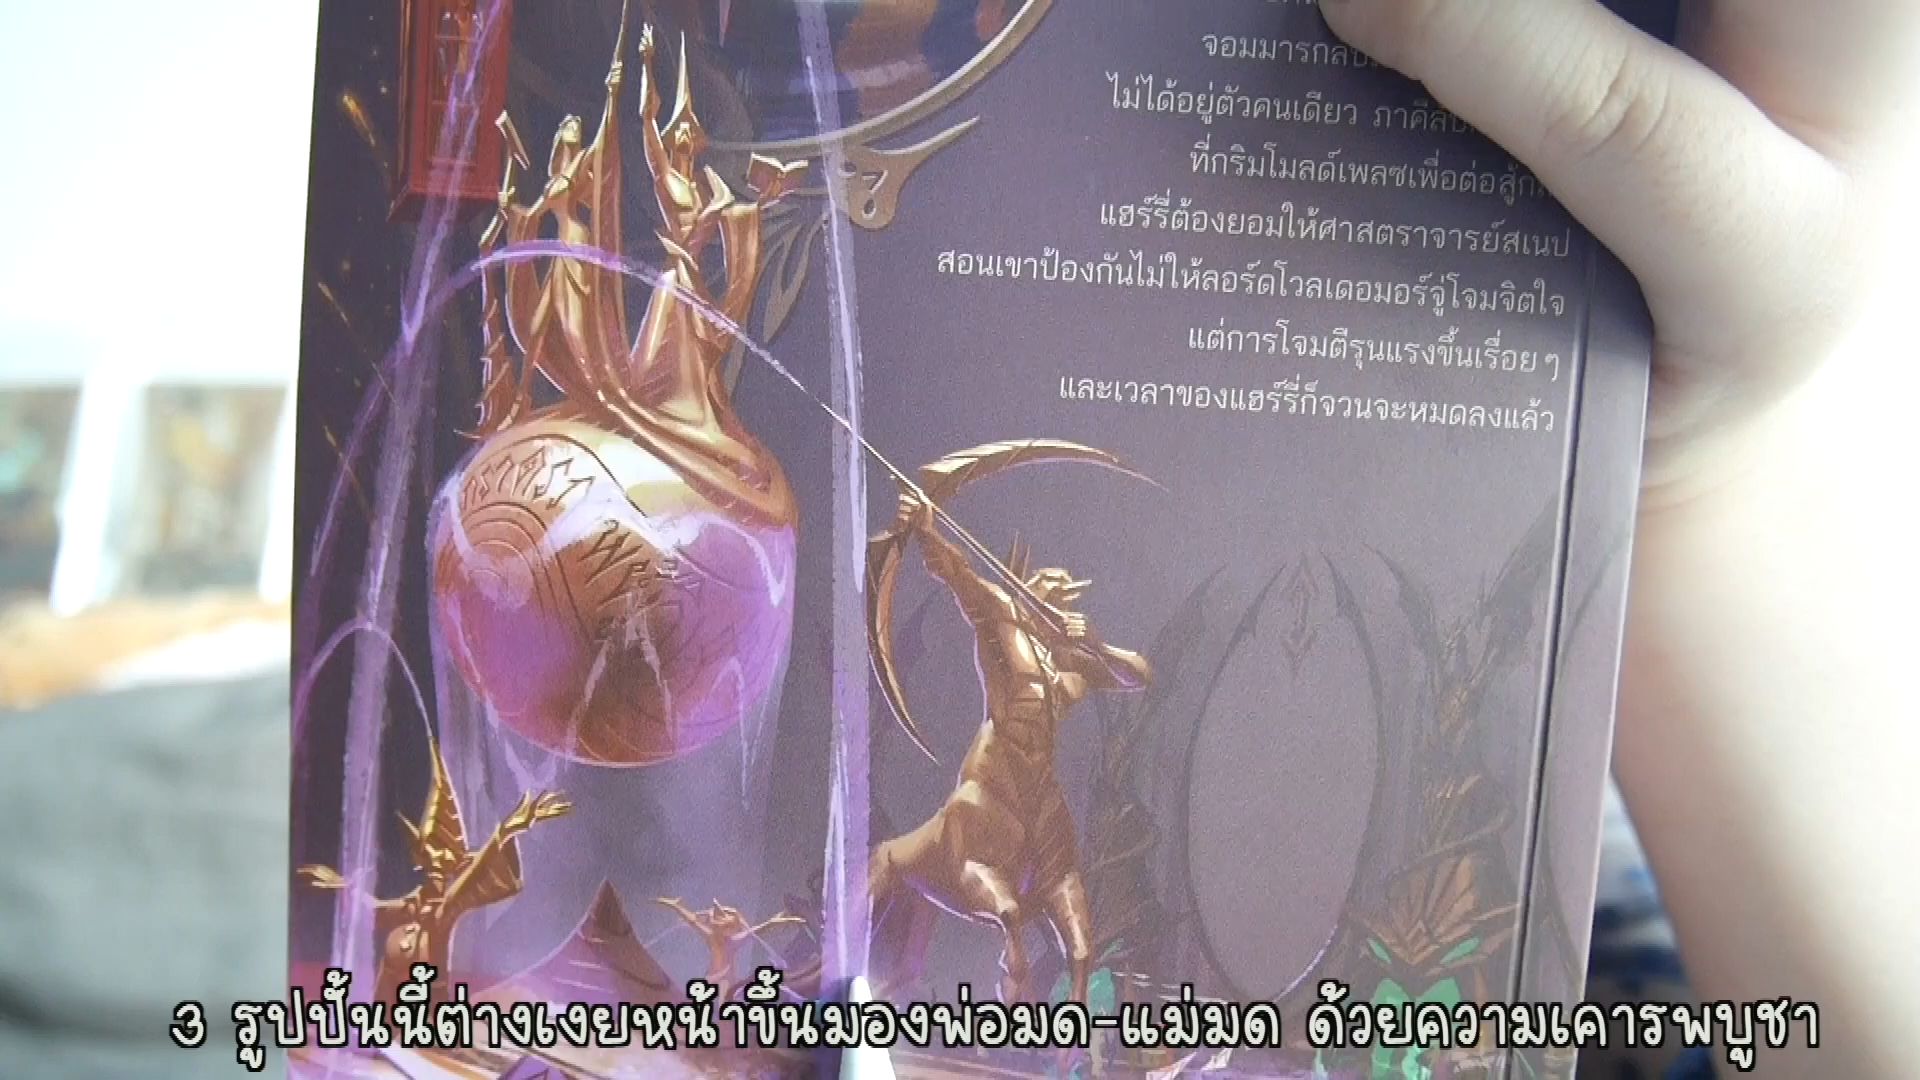 จอมมารกลับ
ไม่ได้อยู่ตัวคนเดียว ภาคี
ที่กริมโมลด์เพลซเพื่อต่อสู้
แฮร์รี่ต้องยอมให้ศาสตราจารย์สเนป
สอนเขาป้องกันไม่ให้ลอร์ดโวลเดอมอร์จู่โจมจิตใจ
แต่การโจมตีรุนแรงขึ้นเรื่อย ๆ
และเวลาของแฮร์รี่ก็จวนจะหมดลงแล้ว
3 รูปปั้นนี้ต่างเงยหน้าขึ้นมองพ่อมด-แม่มด ด้วยความเคารพบูชา